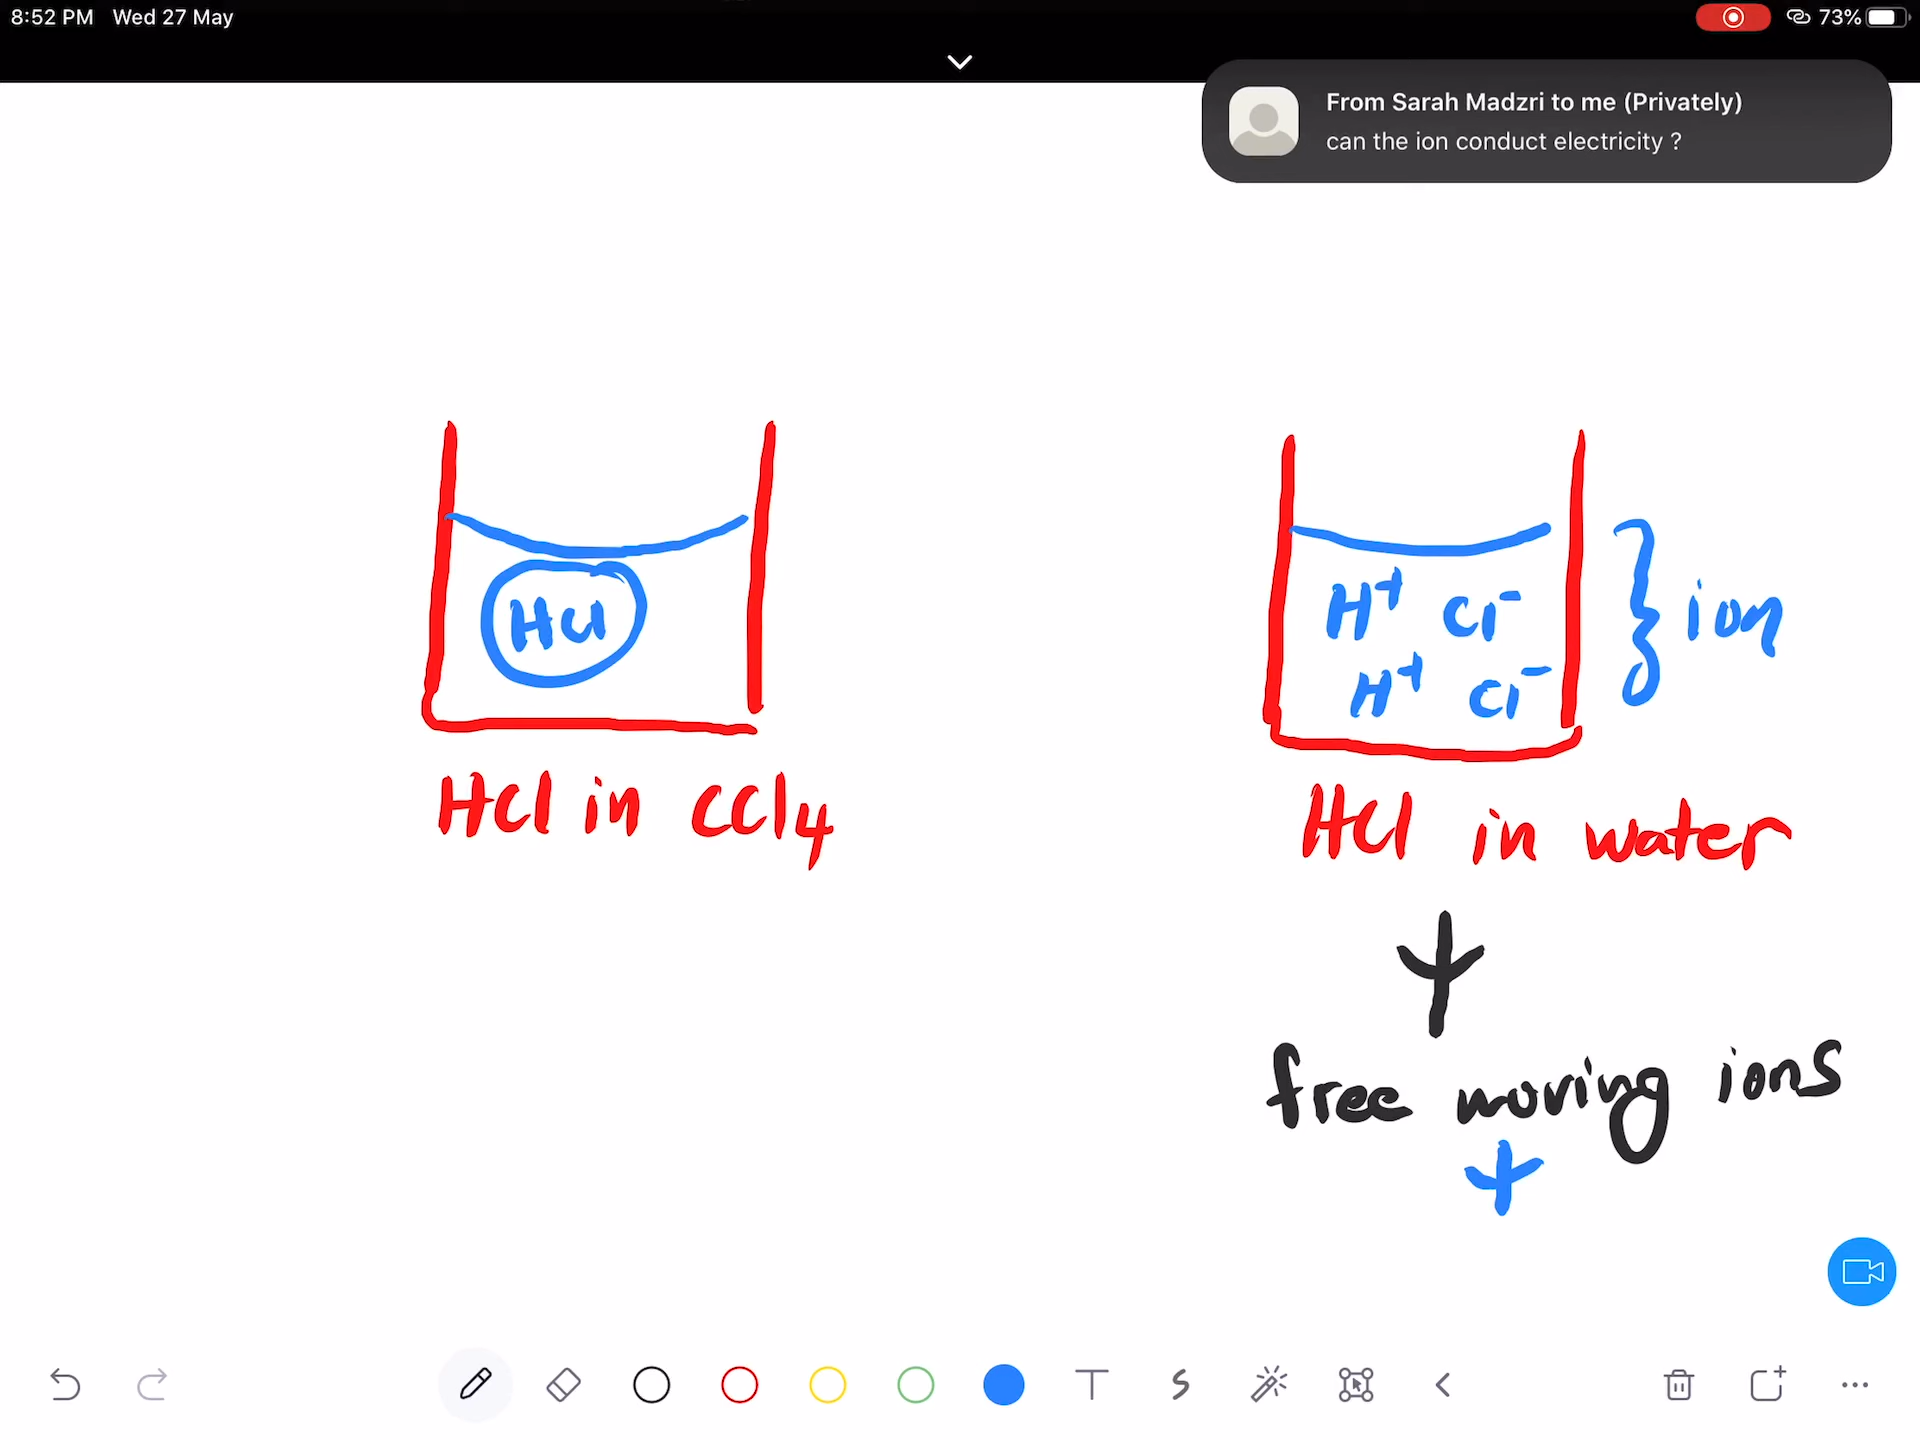 8:52 PM Wed 27 May
73%
From Sarah Madzri to me (Privately)
can the ion conduct electricity ?
HCl
HCl in CCl4
H+ Cl-
H+ Cl-
} ion
HCl in water
free moving ions
T